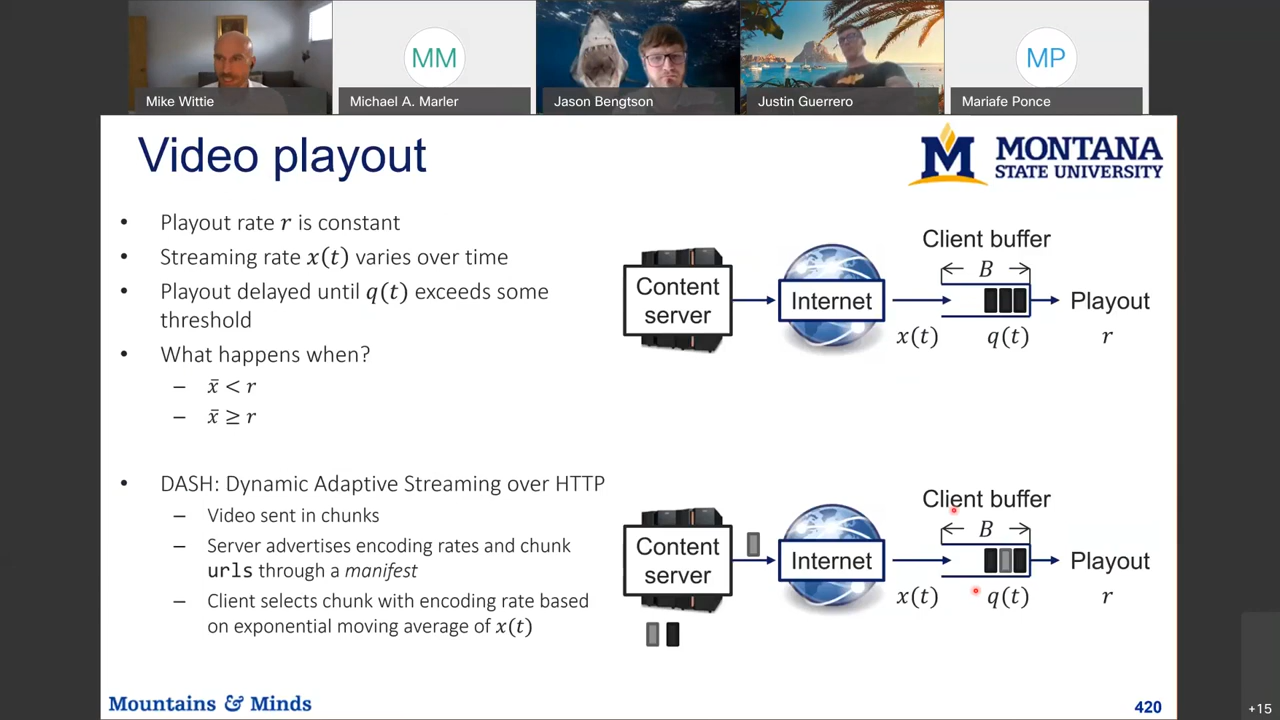 MM
MP
Mike Wittie
Michael A. Marler
Jason Bengtson
Justin Guerrero
Mariafe Ponce
Video playout
M MONTANA
STATE UNIVERSITY
• Playout rate r is constant
• Streaming rate x(t) varies over time
• Playout delayed until q(t) exceeds some
threshold
• What happens when?
– x̄ < r
– x̄ ≥ r
Client buffer
B
Content
server
Internet
Playout
x(t)
q(t)
r
• DASH: Dynamic Adaptive Streaming over HTTP
– Video sent in chunks
– Server advertises encoding rates and chunk
urls through a manifest
– Client selects chunk with encoding rate based
on exponential moving average of x(t)
Client buffer
B
Content
server
Internet
Playout
x(t)
q(t)
r
Mountains & Minds
420
+15